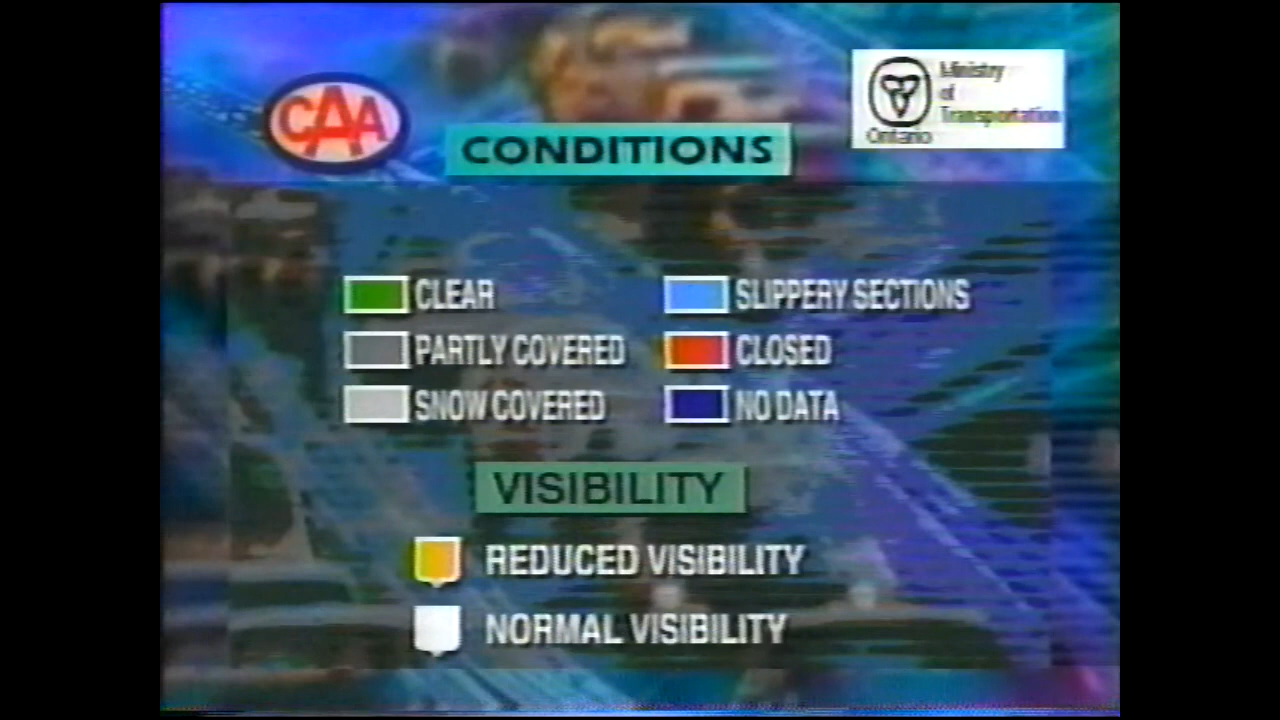 CAA
Ministry
of
Transportation
Ontario
CONDITIONS
CLEAR
SLIPPERY SECTIONS
PARTLY COVERED
CLOSED
SNOW COVERED
NO DATA
VISIBILITY
REDUCED VISIBILITY
NORMAL VISIBILITY